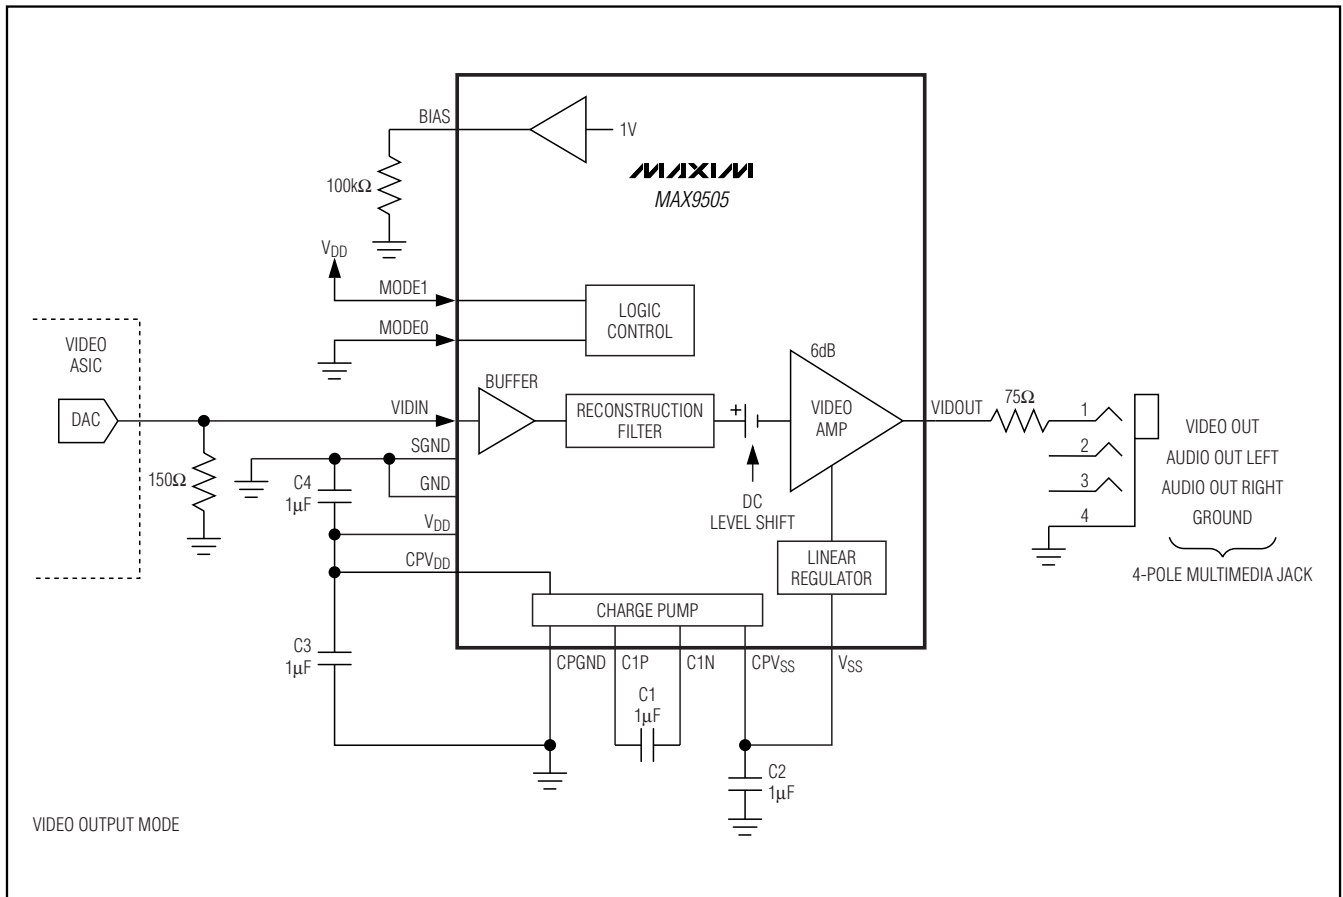 BIAS
1V
MAXIM
MAX9505
100kΩ
VDD
MODE1
MODE0
LOGIC
CONTROL
VIDEO
ASIC
DAC
150Ω
VIDIN
BUFFER
RECONSTRUCTION
FILTER
+
DC
LEVEL SHIFT
6dB
VIDEO
AMP
VIDOUT
75Ω
1
2
3
4
VIDEO OUT
AUDIO OUT LEFT
AUDIO OUT RIGHT
GROUND
4-POLE MULTIMEDIA JACK
SGND
GND
C4
1μF
VDD
CPVDD
LINEAR
REGULATOR
CHARGE PUMP
C3
1μF
CPGND
C1P
C1N
CPVSS
VSS
C1
1μF
C2
1μF
VIDEO OUTPUT MODE